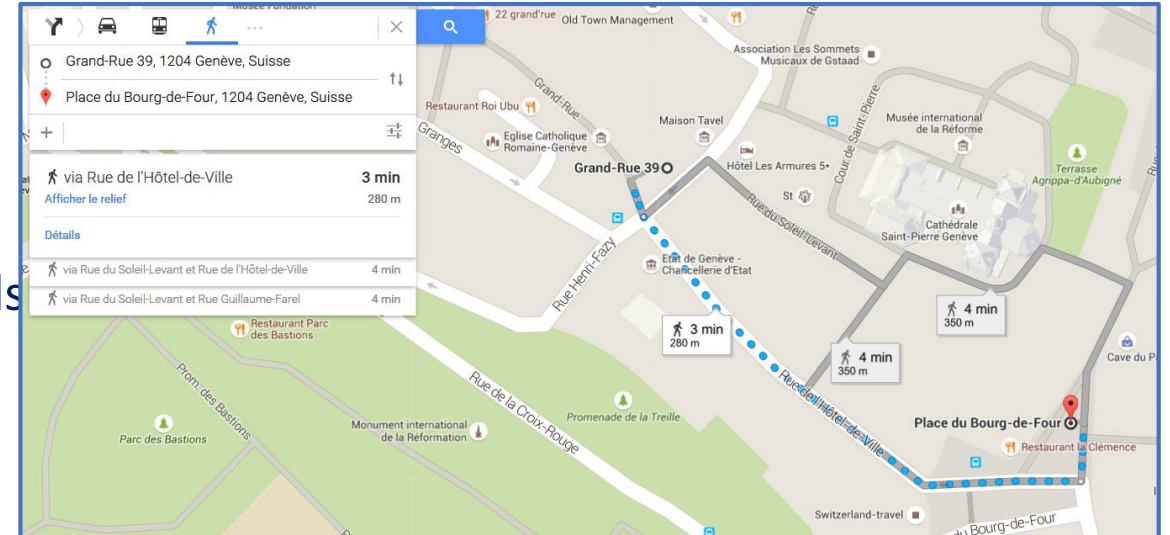 Grand-Rue 39, 1204 Genève, Suisse
Place du Bourg-de-Four, 1204 Genève, Suisse
via Rue de l'Hôtel-de-Ville
3 min
Afficher le relief
280 m
Détails
via Rue du Soleil-Levant et Rue de l'Hôtel-de-Ville
4 min
via Rue du Soleil-Levant et Rue Guillaume-Farel
4 min
22 grand'rue
Old Town Management
Association Les Sommets
Musicaux de Gstaad
Grand-Rue
Restaurant Roi Ubu
Granges
Eglise Catholique
Romaine-Genève
Maison Tavel
Musée international
de la Réforme
Cour de Saint-Pierre
Grand-Rue 39
Hôtel Les Armures 5*
Terrasse
Agrippa-d'Aubigné
St
Rue du Soleil-Levant
Cathédrale
Saint-Pierre Genève
Rue Henri-Fazy
Etat de Genève -
Chancellerie d'Etat
3 min
280 m
4 min
350 m
4 min
350 m
Cave du
Restaurant Parc
des Bastions
Prom. des Bastions
Rue de la Croix-Rouge
Rue de l'Hôtel-de-Ville
Parc des Bastions
Monument international
de la Réformation
Promenade de la Treille
Place du Bourg-de-Four
Restaurant la Clémence
Switzerland-travel
du Bourg-de-Four